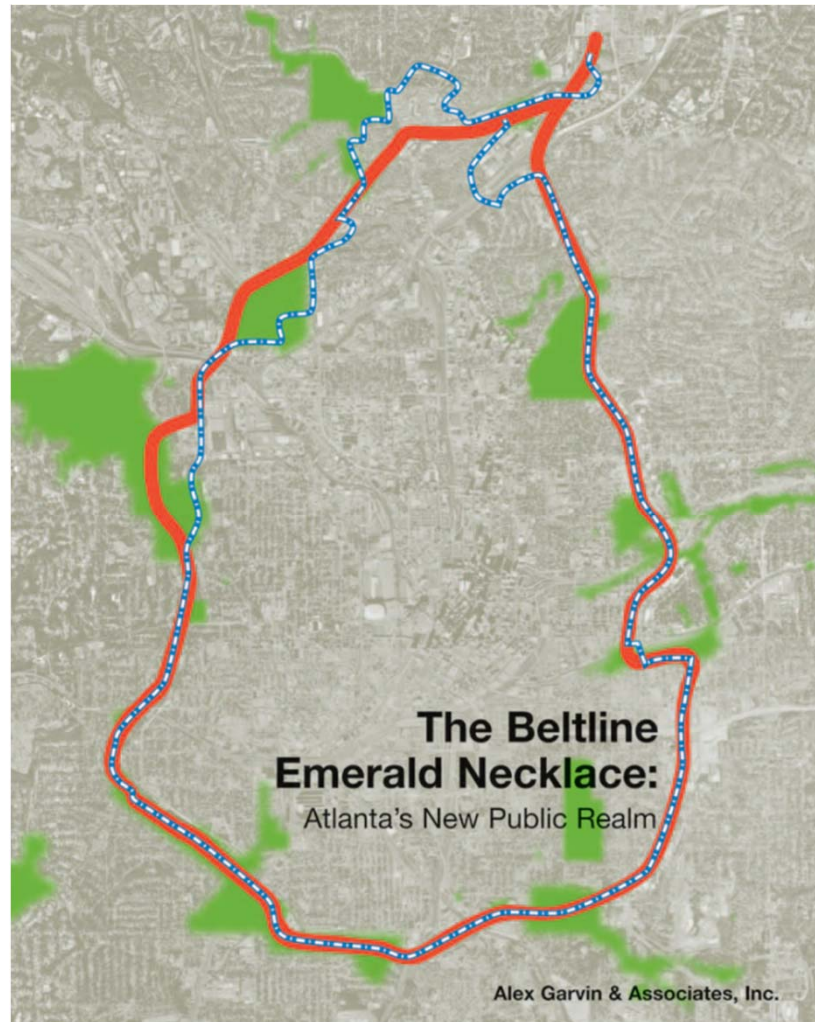 The Beltline
Emerald Necklace:
Atlanta's New Public Realm
Alex Garvin & Associates, Inc.